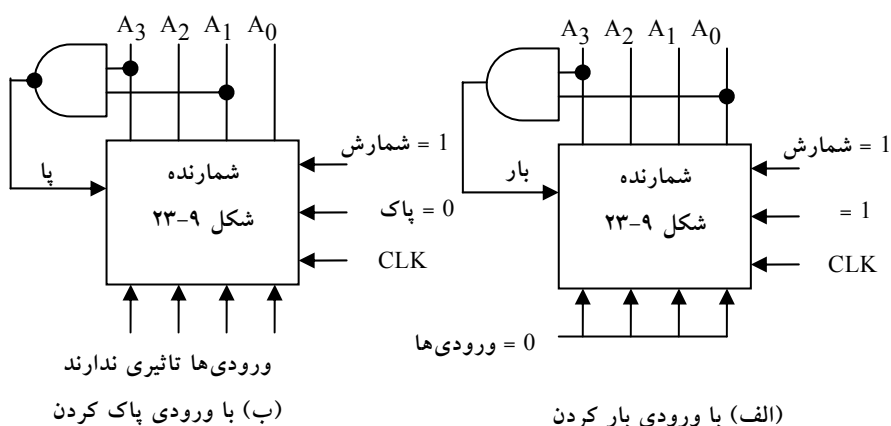 A3 A2 A1 A0
پا
شمارنده
شکل ۹-۲۳
شمارش = 1
پاک = 0
CLK
ورودی‌ها تاثیری ندارند
(ب) با ورودی پاک کردن
A3 A2 A1 A0
بار
شمارنده
شکل ۹-۲۳
شمارش = 1
= 1
CLK
ورودی‌ها = 0
(الف) با ورودی بار کردن